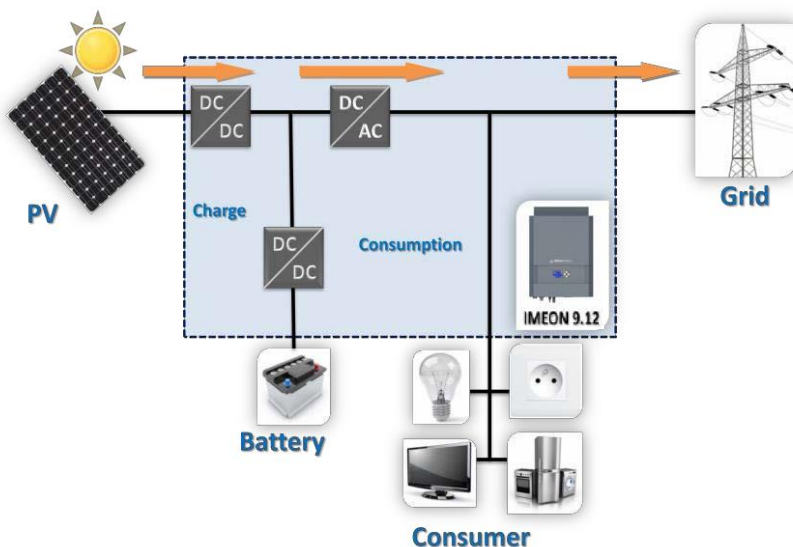 DC
DC
DC
AC
PV
Grid
Charge
DC
DC
Consumption
IMEON 9.12
Battery
Consumer